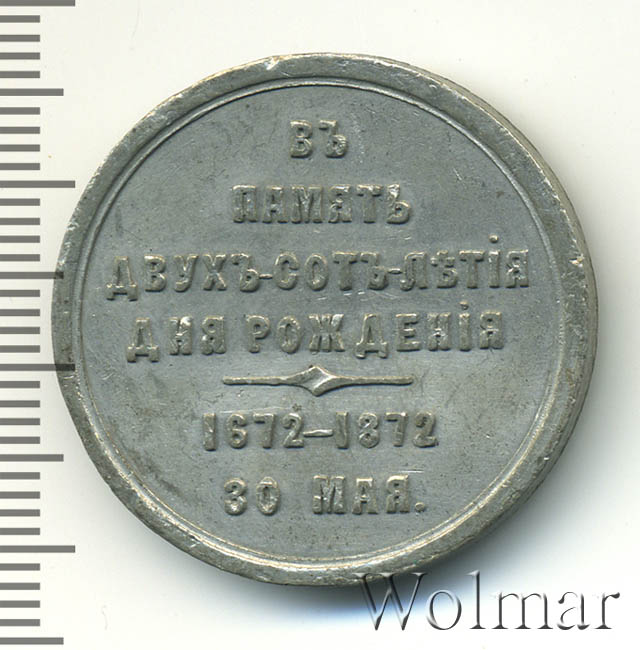 ВЪ
ПАМЯТЬ
ДВУХЪ-СОТЪ-ЛѢТІЯ
ДНЯ РОЖДЕНІЯ
1672-1872
30 МАЯ.
Wolmar